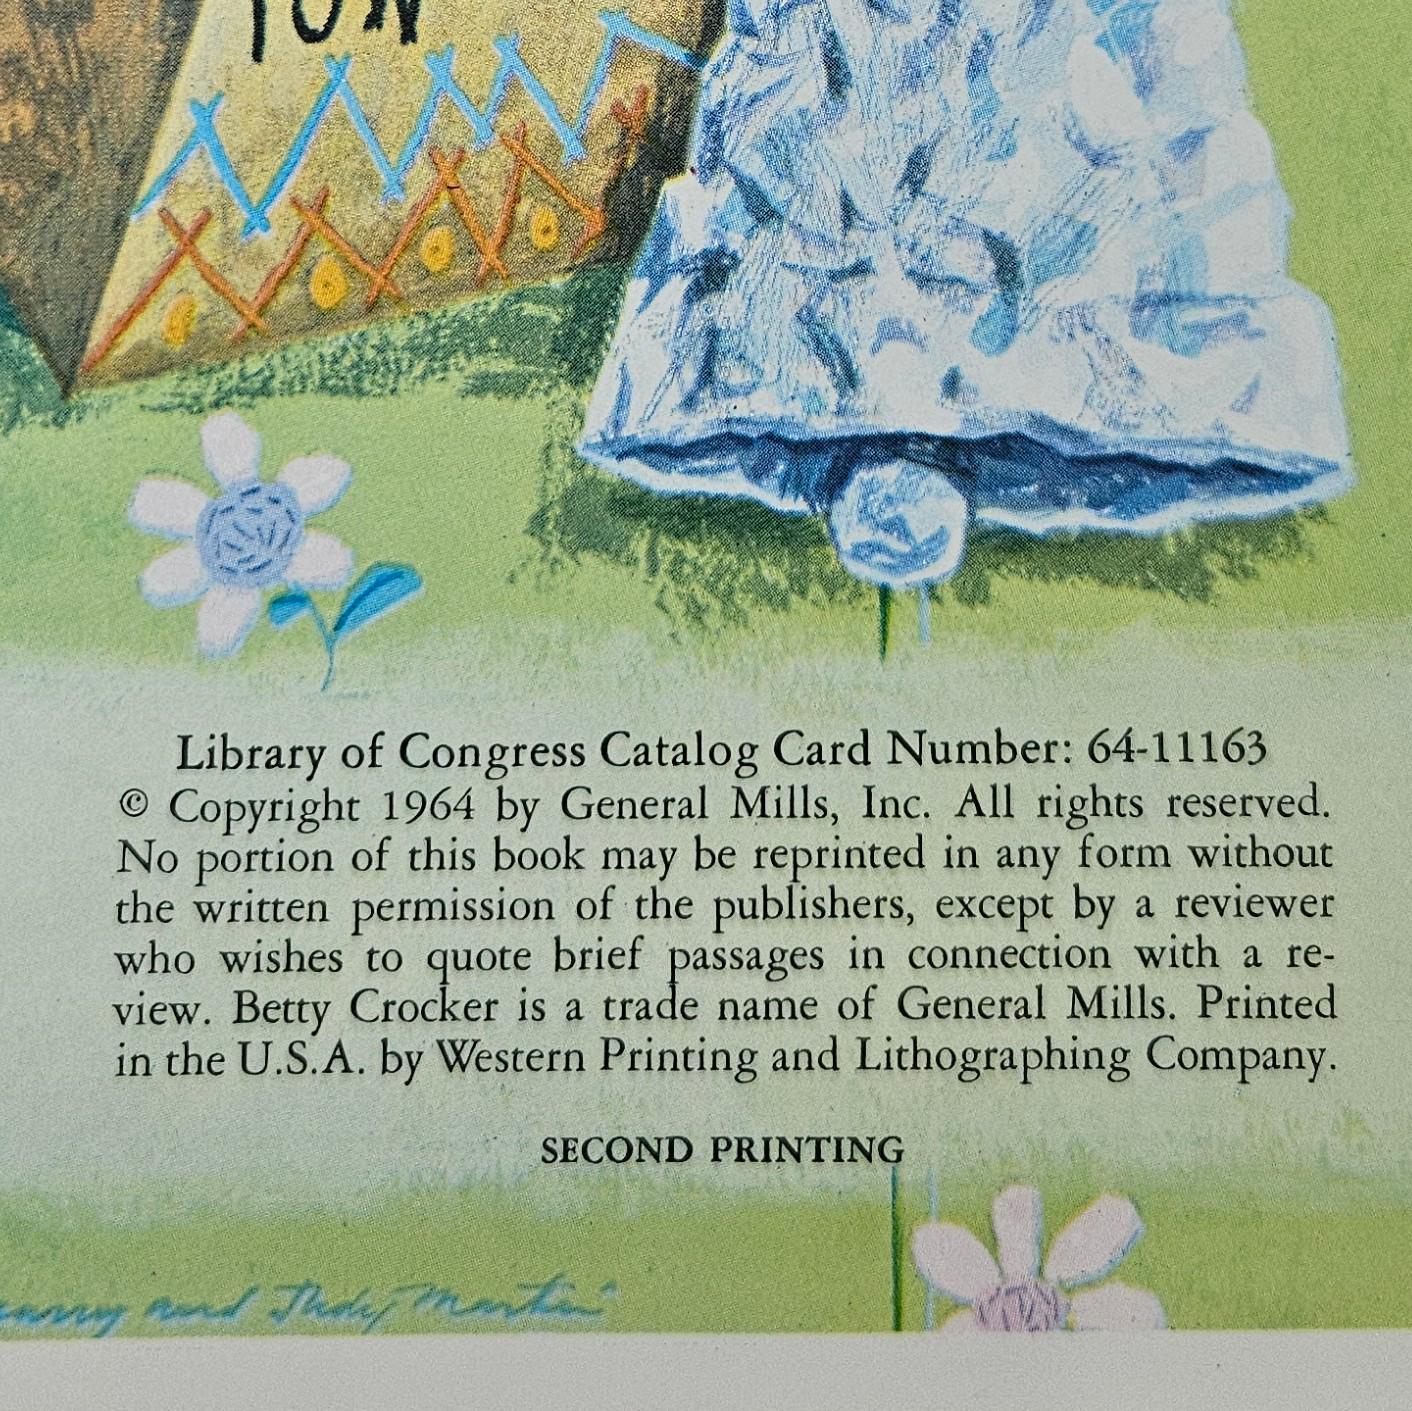 Library of Congress Catalog Card Number: 64-11163
© Copyright 1964 by General Mills, Inc. All rights reserved.
No portion of this book may be reprinted in any form without
the written permission of the publishers, except by a reviewer
who wishes to quote brief passages in connection with a re-
view. Betty Crocker is a trade name of General Mills. Printed
in the U.S.A. by Western Printing and Lithographing Company.
SECOND PRINTING
and Judy Martin